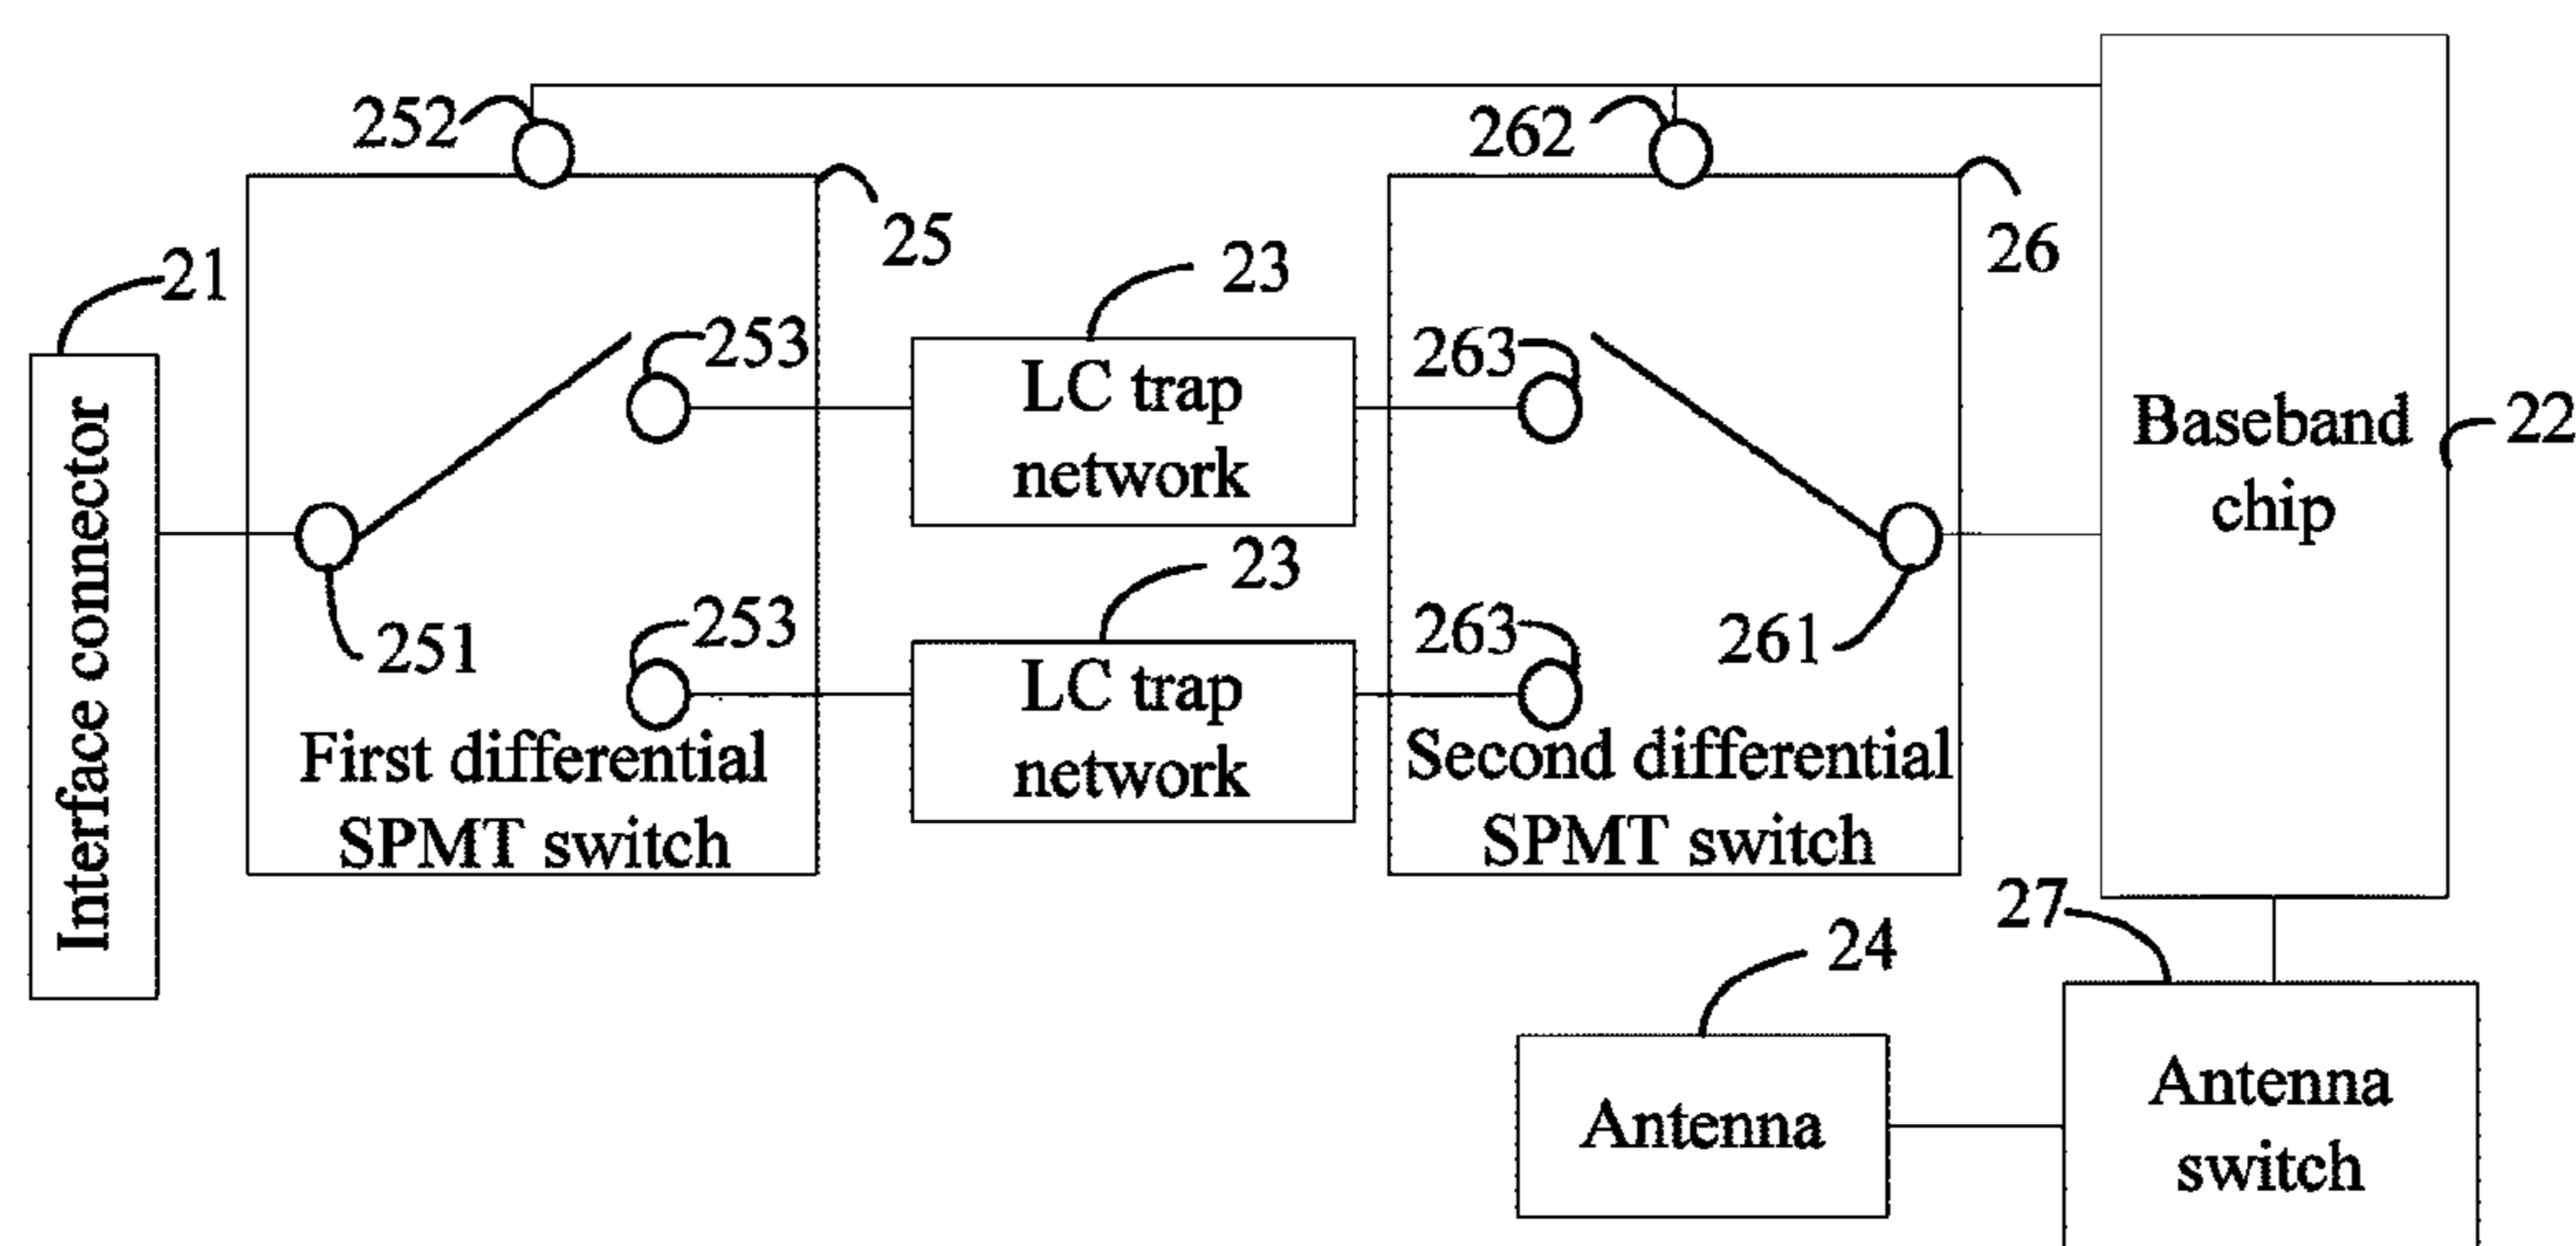 252
262
25
26
21
23
253
263
LC trap
network
Baseband
chip
22
Interface connector
251
23
253
263
261
LC trap
network
First differential
SPMT switch
Second differential
SPMT switch
27
24
Antenna
Antenna
switch